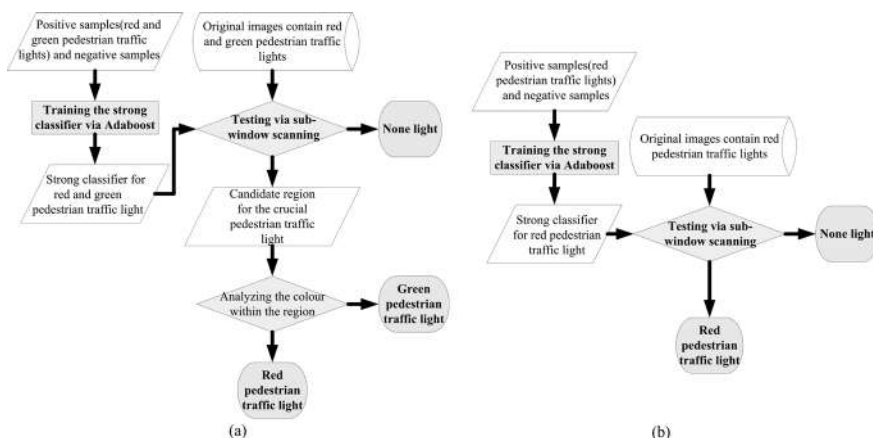 Positive samples(red and
green pedestrian traffic
lights) and negative samples
Original images contain red
and green pedestrian traffic
lights
Training the strong
classifier via Adaboost
Testing via sub-
window scanning
None light
Strong classifier for
red and green
pedestrian traffic light
Candidate region
for the crucial
pedestrian traffic
light
Analyzing the colour
within the region
Green
pedestrian
traffic light
Red
pedestrian
traffic light
(a)
Positive samples(red
pedestrian traffic lights)
and negative samples
Training the strong
classifier via Adaboost
Original images contain red
pedestrian traffic lights
Strong classifier
for red pedestrian
traffic light
Testing via sub-
window scanning
None light
Red
pedestrian
traffic light
(b)